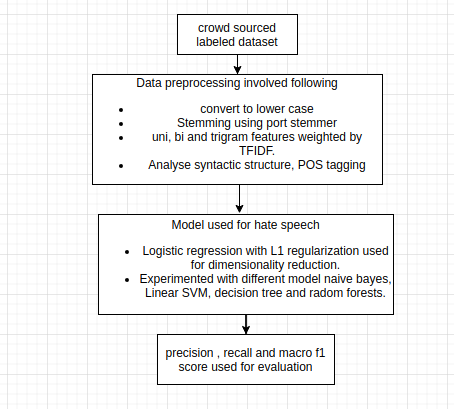 crowd sourced
labeled dataset
Data preprocessing involved following
convert to lower case
Stemming using port stemmer
uni, bi and trigram features weighted by
TFIDF.
Analyse syntactic structure, POS tagging
Model used for hate speech
Logistic regression with L1 regularization used
for dimensionality reduction.
Experimented with different model naive bayes,
Linear SVM, decision tree and radom forests.
precision , recall and macro f1
score used for evaluation